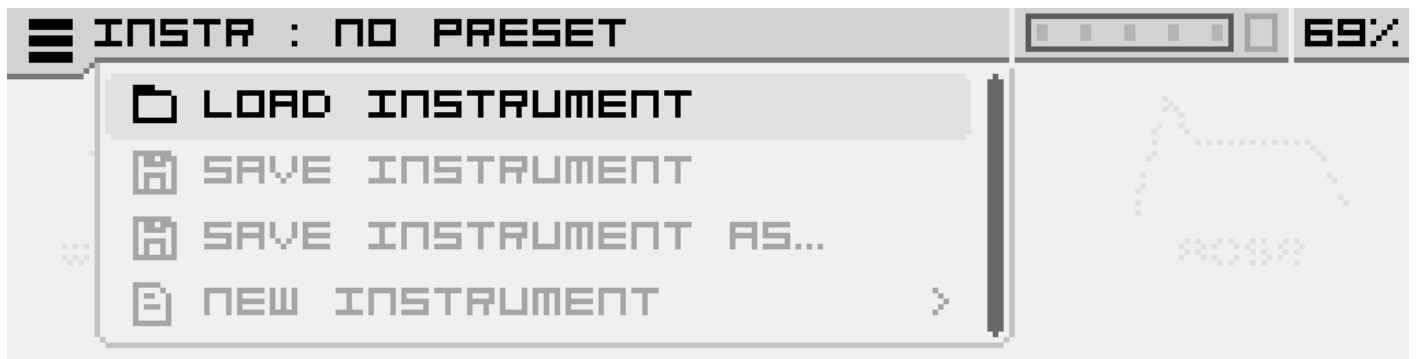 INSTR : NO PRESET
69%
LOAD INSTRUMENT
SAVE INSTRUMENT
SAVE INSTRUMENT AS...
NEW INSTRUMENT >